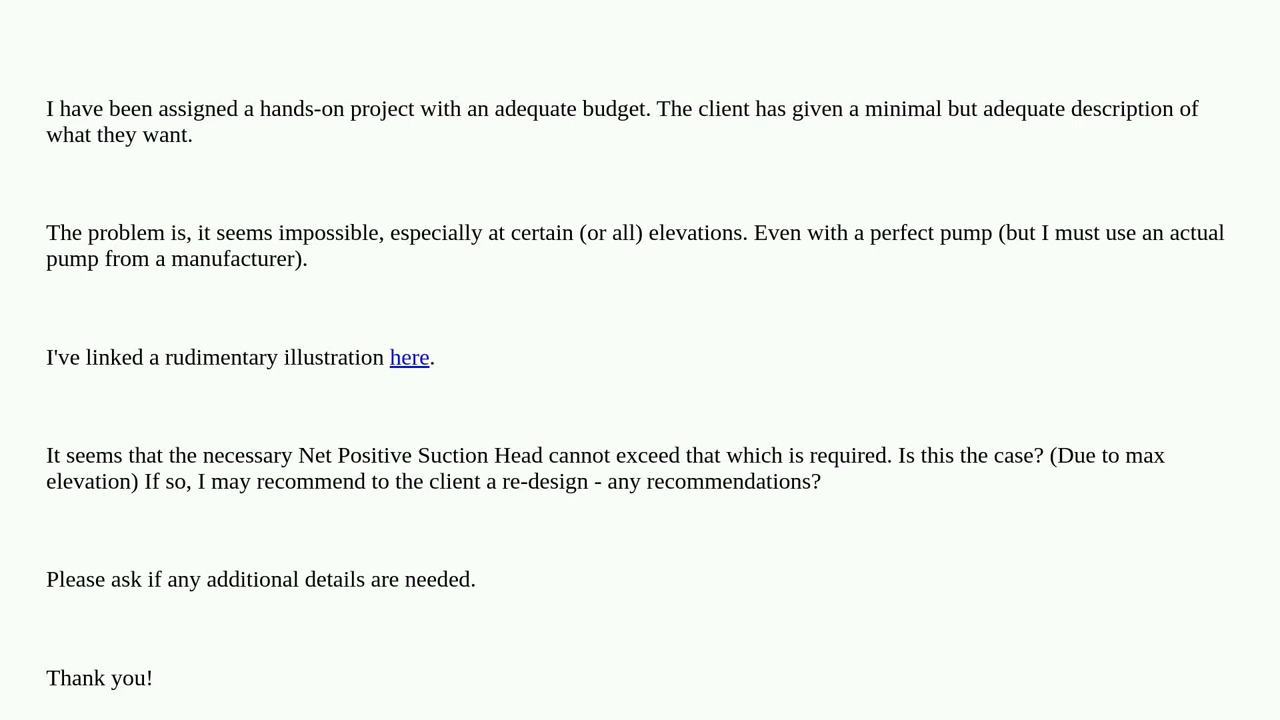 I have been assigned a hands-on project with an adequate budget. The client has given a minimal but adequate description of
what they want.
The problem is, it seems impossible, especially at certain (or all) elevations. Even with a perfect pump (but I must use an actual
pump from a manufacturer).
I've linked a rudimentary illustration here.
It seems that the necessary Net Positive Suction Head cannot exceed that which is required. Is this the case? (Due to max
elevation) If so, I may recommend to the client a re-design - any recommendations?
Please ask if any additional details are needed.
Thank you!